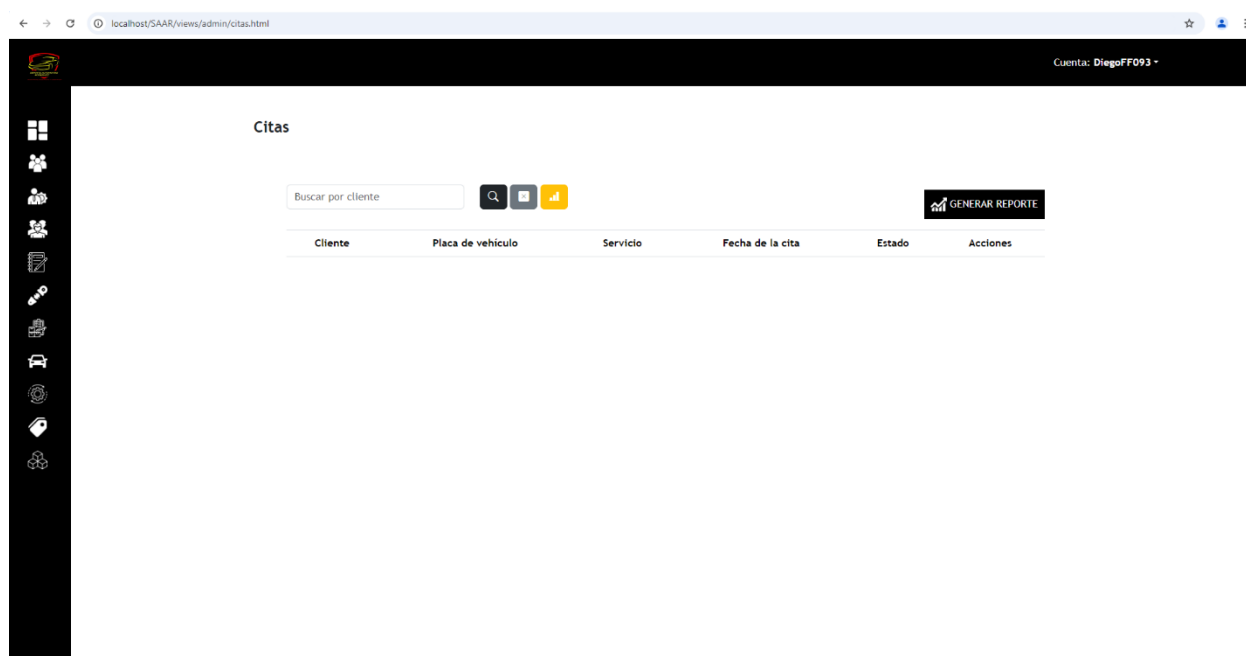 localhost/SAAR/views/admin/citas.html
Cuenta: DiegoFF093
Citas
Buscar por cliente
GENERAR REPORTE
Cliente Placa de vehículo Servicio Fecha de la cita Estado Acciones